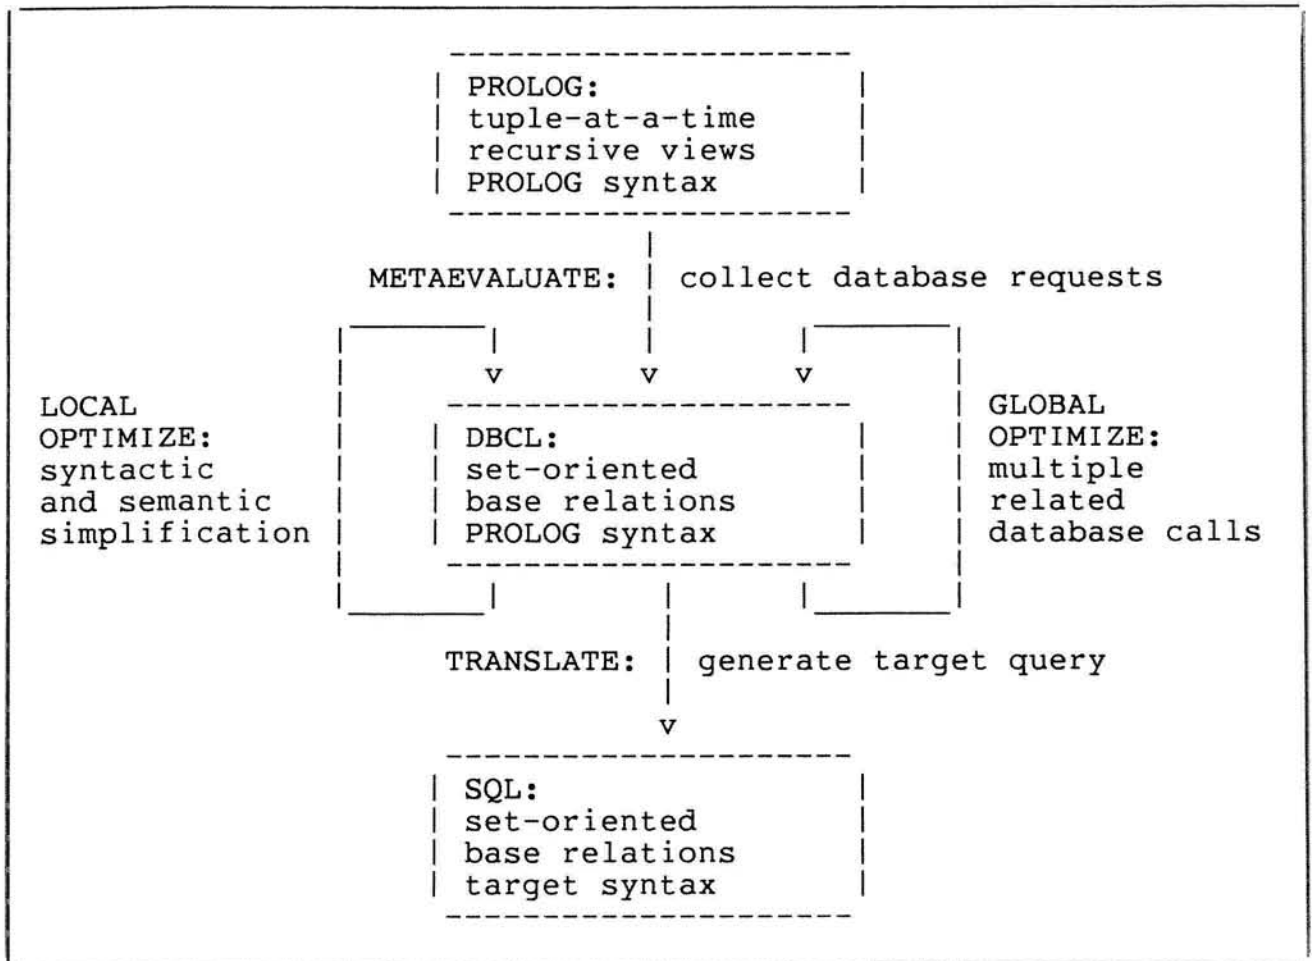 PROLOG:
tuple-at-a-time
recursive views
PROLOG syntax
METAEVALUATE: collect database requests
v v v
LOCAL
OPTIMIZE:
syntactic
and semantic
simplification
DBCL:
set-oriented
base relations
PROLOG syntax
GLOBAL
OPTIMIZE:
multiple
related
database calls
TRANSLATE: generate target query
v
SQL:
set-oriented
base relations
target syntax